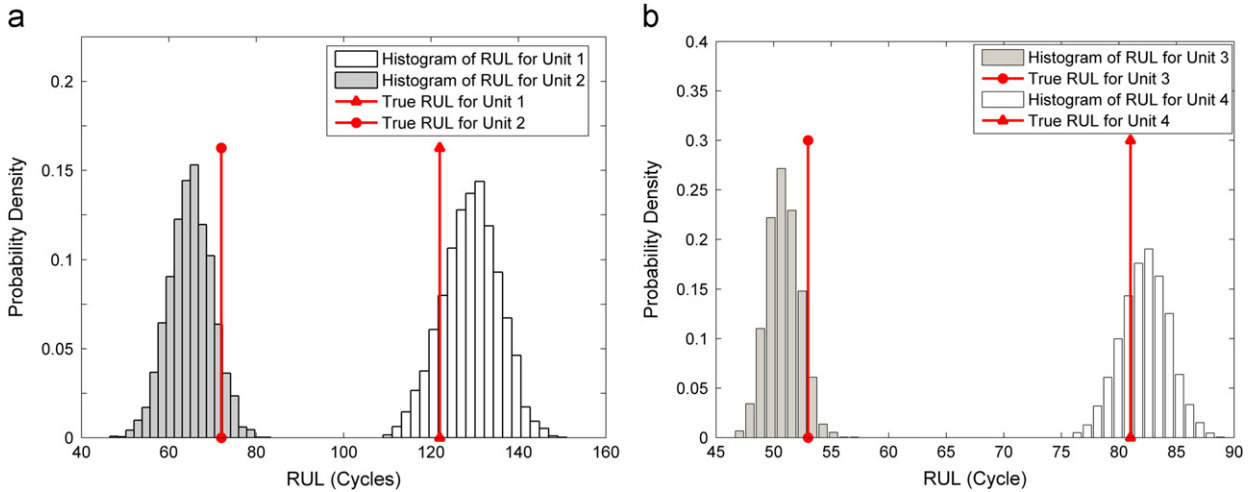 a
Histogram of RUL for Unit 1
Histogram of RUL for Unit 2
True RUL for Unit 1
True RUL for Unit 2
0.2
0.15
0.1
0.05
0
Probability Density
40
60
80
100
120
140
160
RUL (Cycles)
b
Histogram of RUL for Unit 3
True RUL for Unit 3
Histogram of RUL for Unit 4
True RUL for Unit 4
0.4
0.35
0.3
0.25
0.2
0.15
0.1
0.05
0
Probability Density
45
50
55
60
65
70
75
80
85
90
RUL (Cycle)